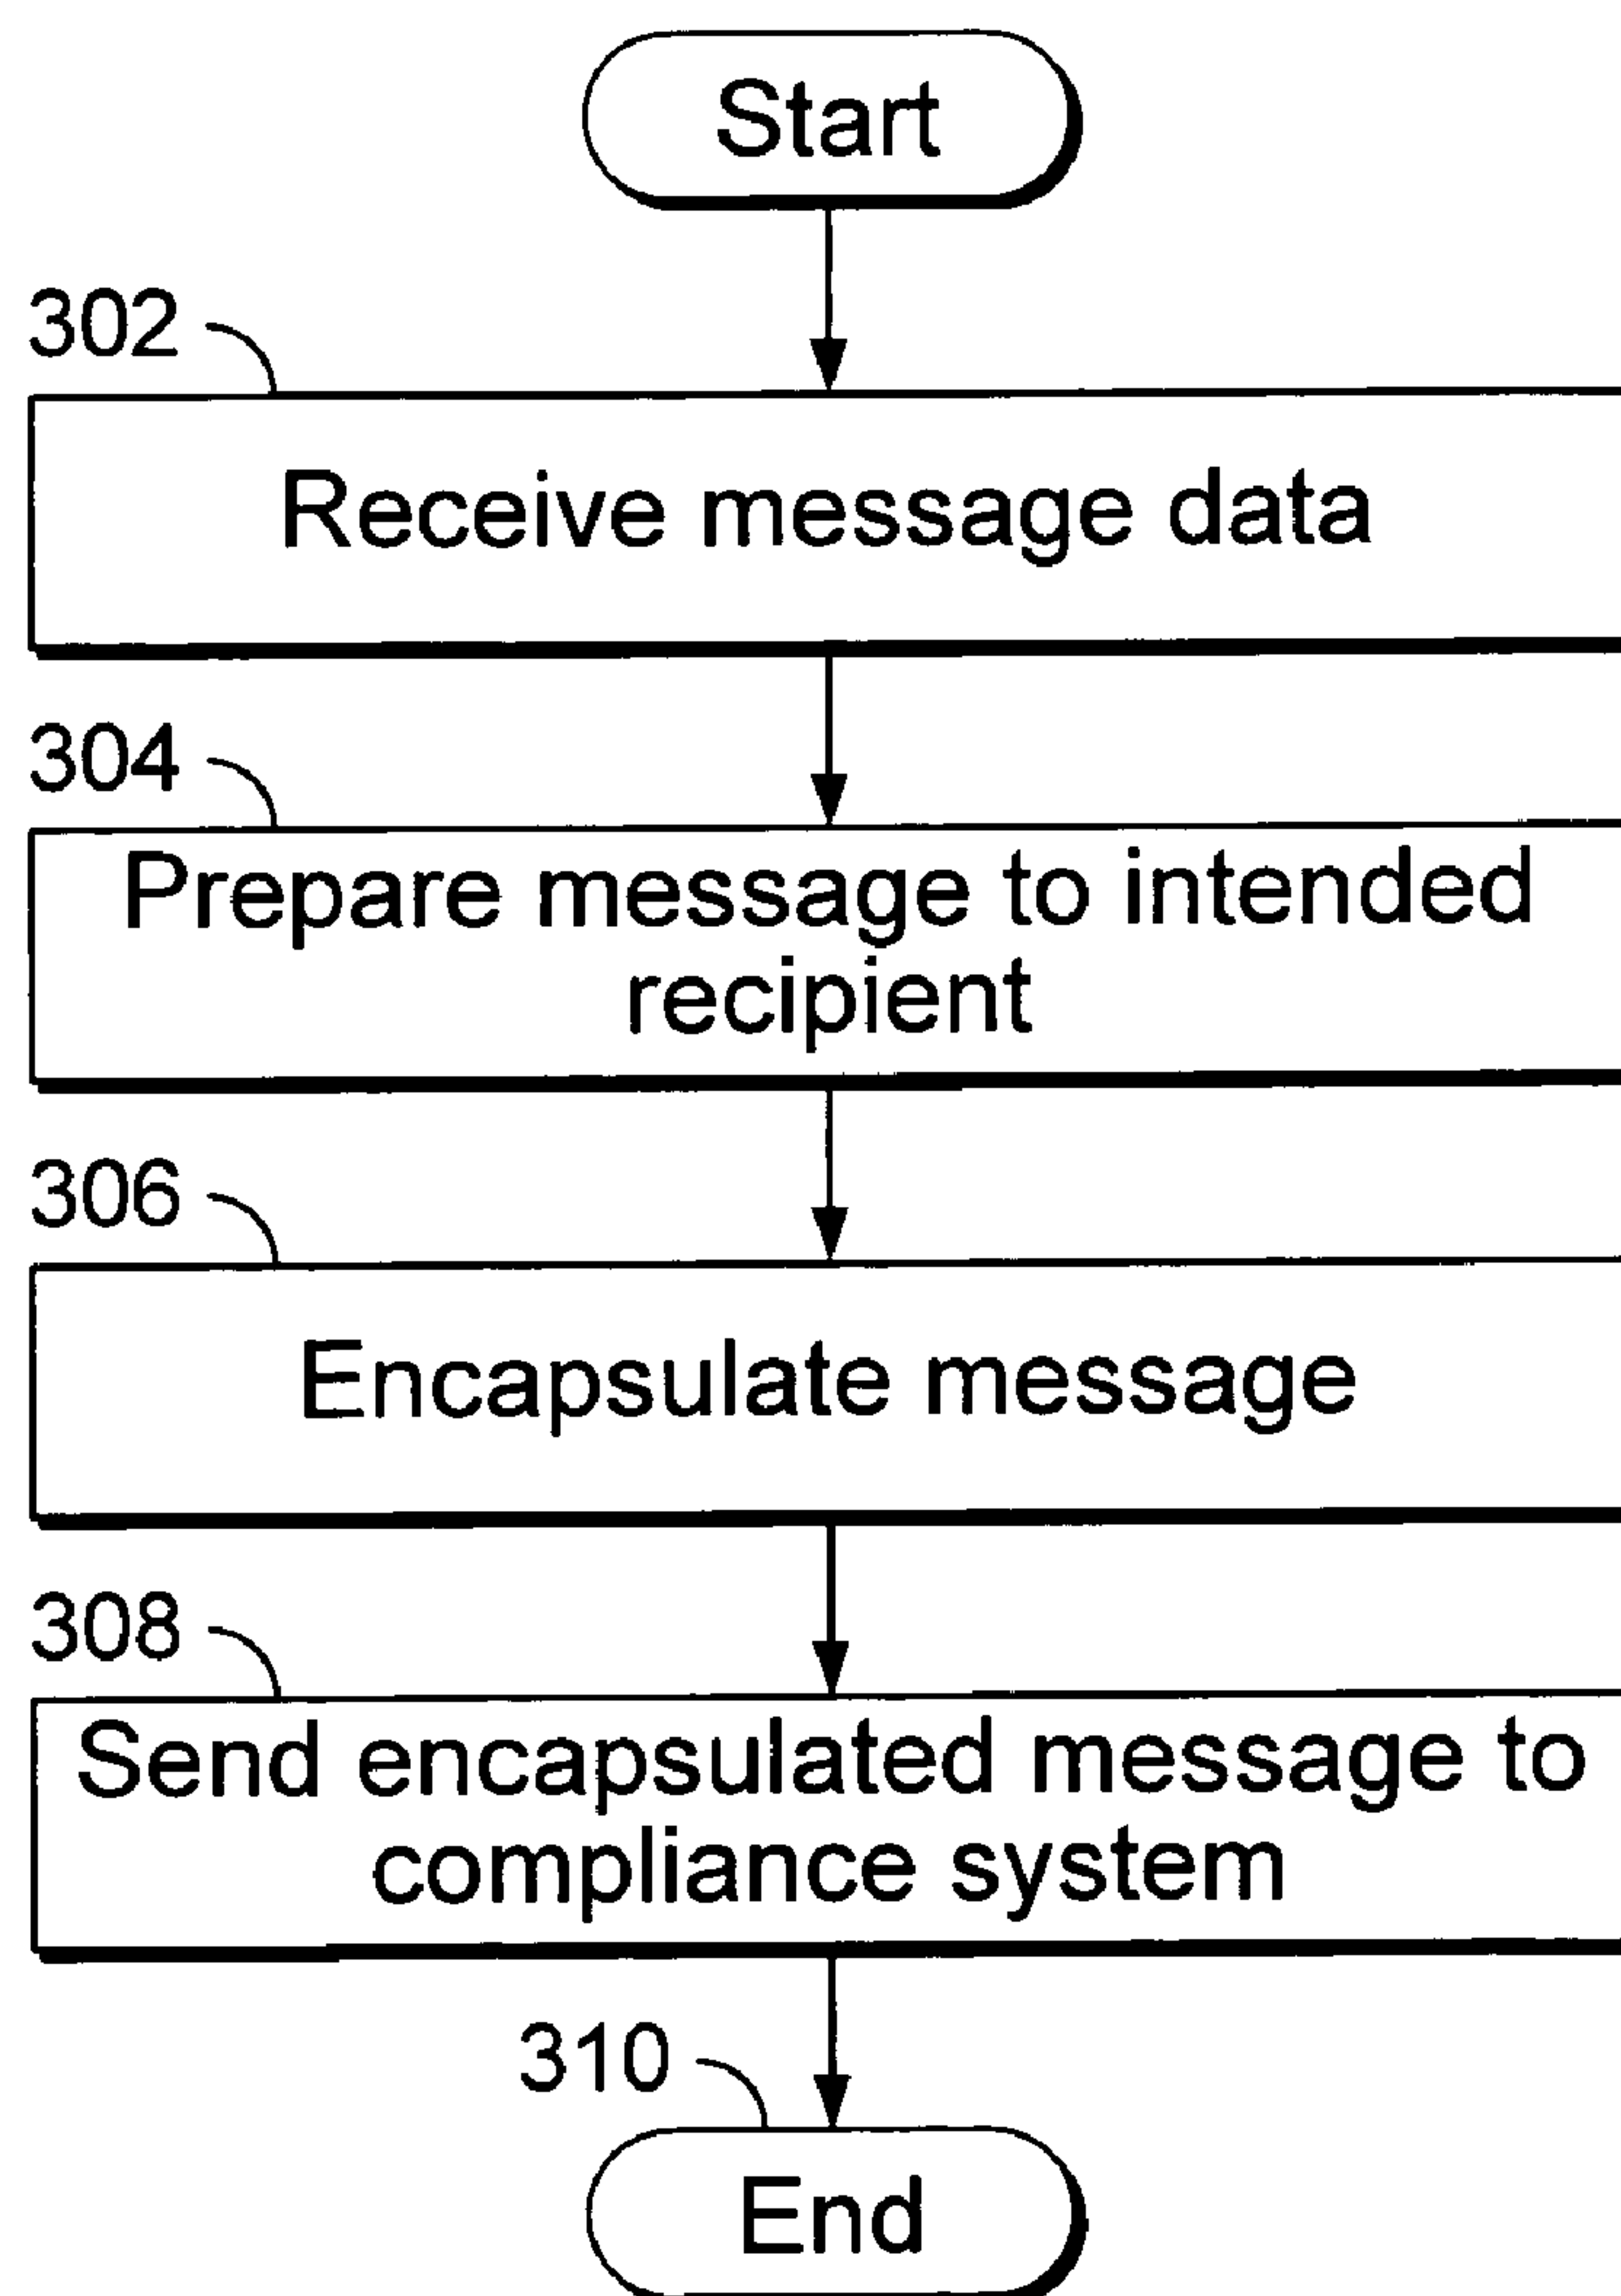 Start
302
Receive message data
304
Prepare message to intended
recipient
306
Encapsulate message
308
Send encapsulated message to
compliance system
310
End